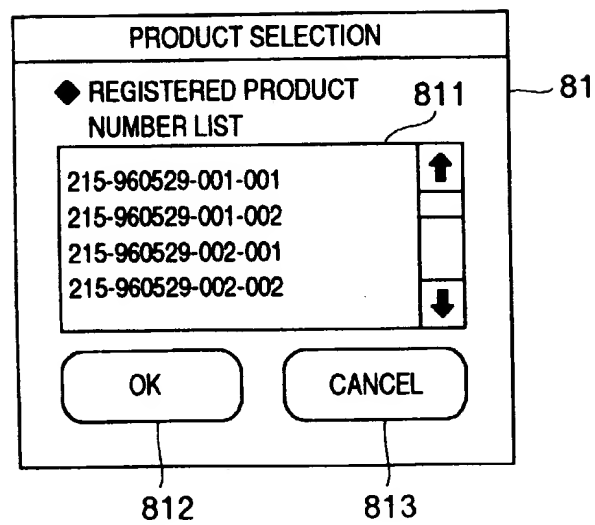 PRODUCT SELECTION
◆ REGISTERED PRODUCT
NUMBER LIST
811
81
215-960529-001-001
215-960529-001-002
215-960529-002-001
215-960529-002-002
OK
CANCEL
812
813